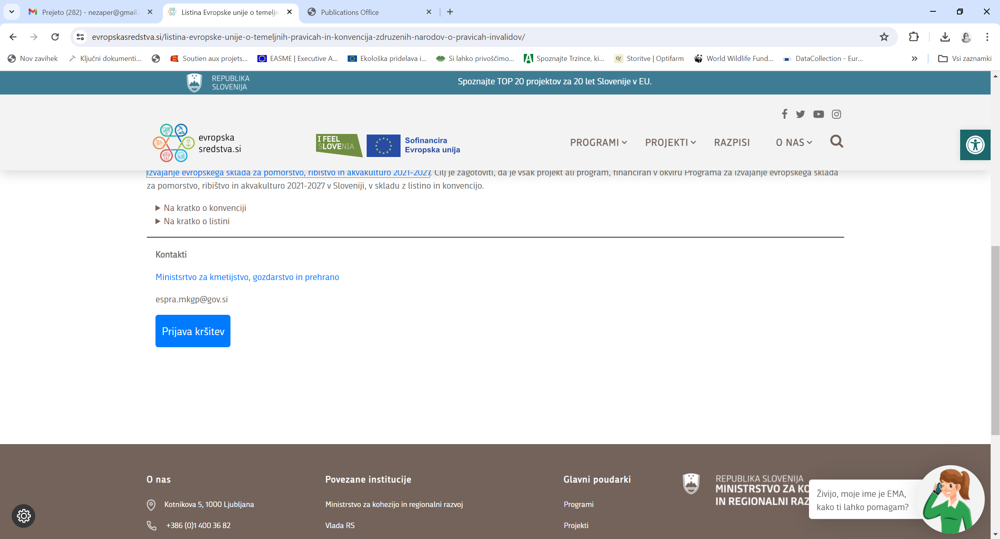 Prejeto (282) - nezaper@gmail.
Listina Evropske unije o temeljn
Publications Office
evropskasredstva.si/listina-evropske-unije-o-temeljnih-pravicah-in-konvencija-zdruzenih-narodov-o-pravicah-invalidov/
Nov zavihek
Ključni dokumenti...
Soutien aux projets...
EASME | Executive A...
Ekološka pridelava i...
Si lahko privoščimo...
Spoznajte Trzince, ki...
Storitve | Optifarm
World Wildlife Fund...
DataCollection - Eur...
Vsi zaznamki
REPUBLIKA
SLOVENIJA
Spoznajte TOP 20 projektov za 20 let Slovenije v EU.
evropska
sredstva.si
I FEEL
SLOVENIA
Sofinancira
Evropska unija
PROGRAMI
PROJEKTI
RAZPISI
O NAS
izvajanje evropskega sklada za pomorstvo, ribištvo in akvakulturo 2021-2027. Cilj je zagotoviti, da je vsak projekt ali program, financiran v okviru Programa za izvajanje evropskega sklada
za pomorstvo, ribištvo in akvakulturo 2021-2027 v Sloveniji, v skladu z listino in konvencijo.
Na kratko o konvenciji
Na kratko o listini
Kontakti
Ministsrtvo za kmetijstvo, gozdarstvo in prehrano
espra.mkgp@gov.si
Prijava kršitev
O nas
Kotnikova 5, 1000 Ljubljana
+386 (0)1 400 36 82
Povezane institucije
Ministrstvo za kohezijo in regionalni razvoj
Vlada RS
Glavni poudarki
Programi
Projekti
REPUBLIKA SLOVENIJA
MINISTRSTVO ZA KO
IN REGIONALNI RAZ
Živijo, moje ime je EMA,
kako ti lahko pomagam?